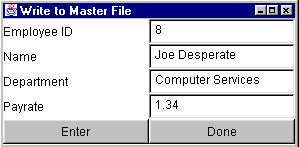 Write to Master File
Employee ID 8
Name Joe Desperate
Department Computer Services
Payrate 1.34
Enter Done